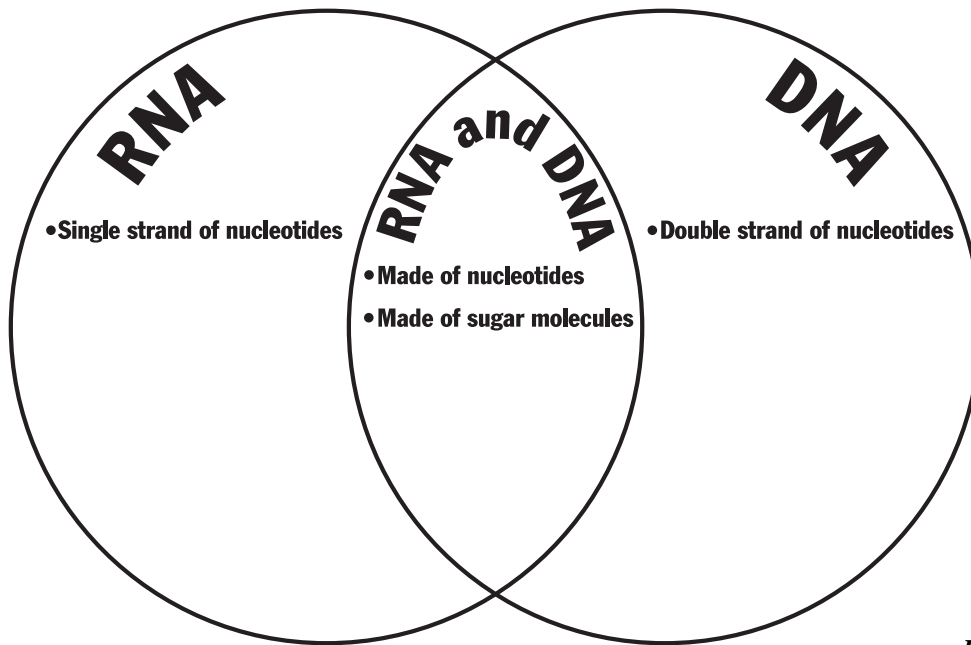 RNA
RNA and DNA
DNA
•Single strand of nucleotides
•Double strand of nucleotides
•Made of nucleotides
•Made of sugar molecules